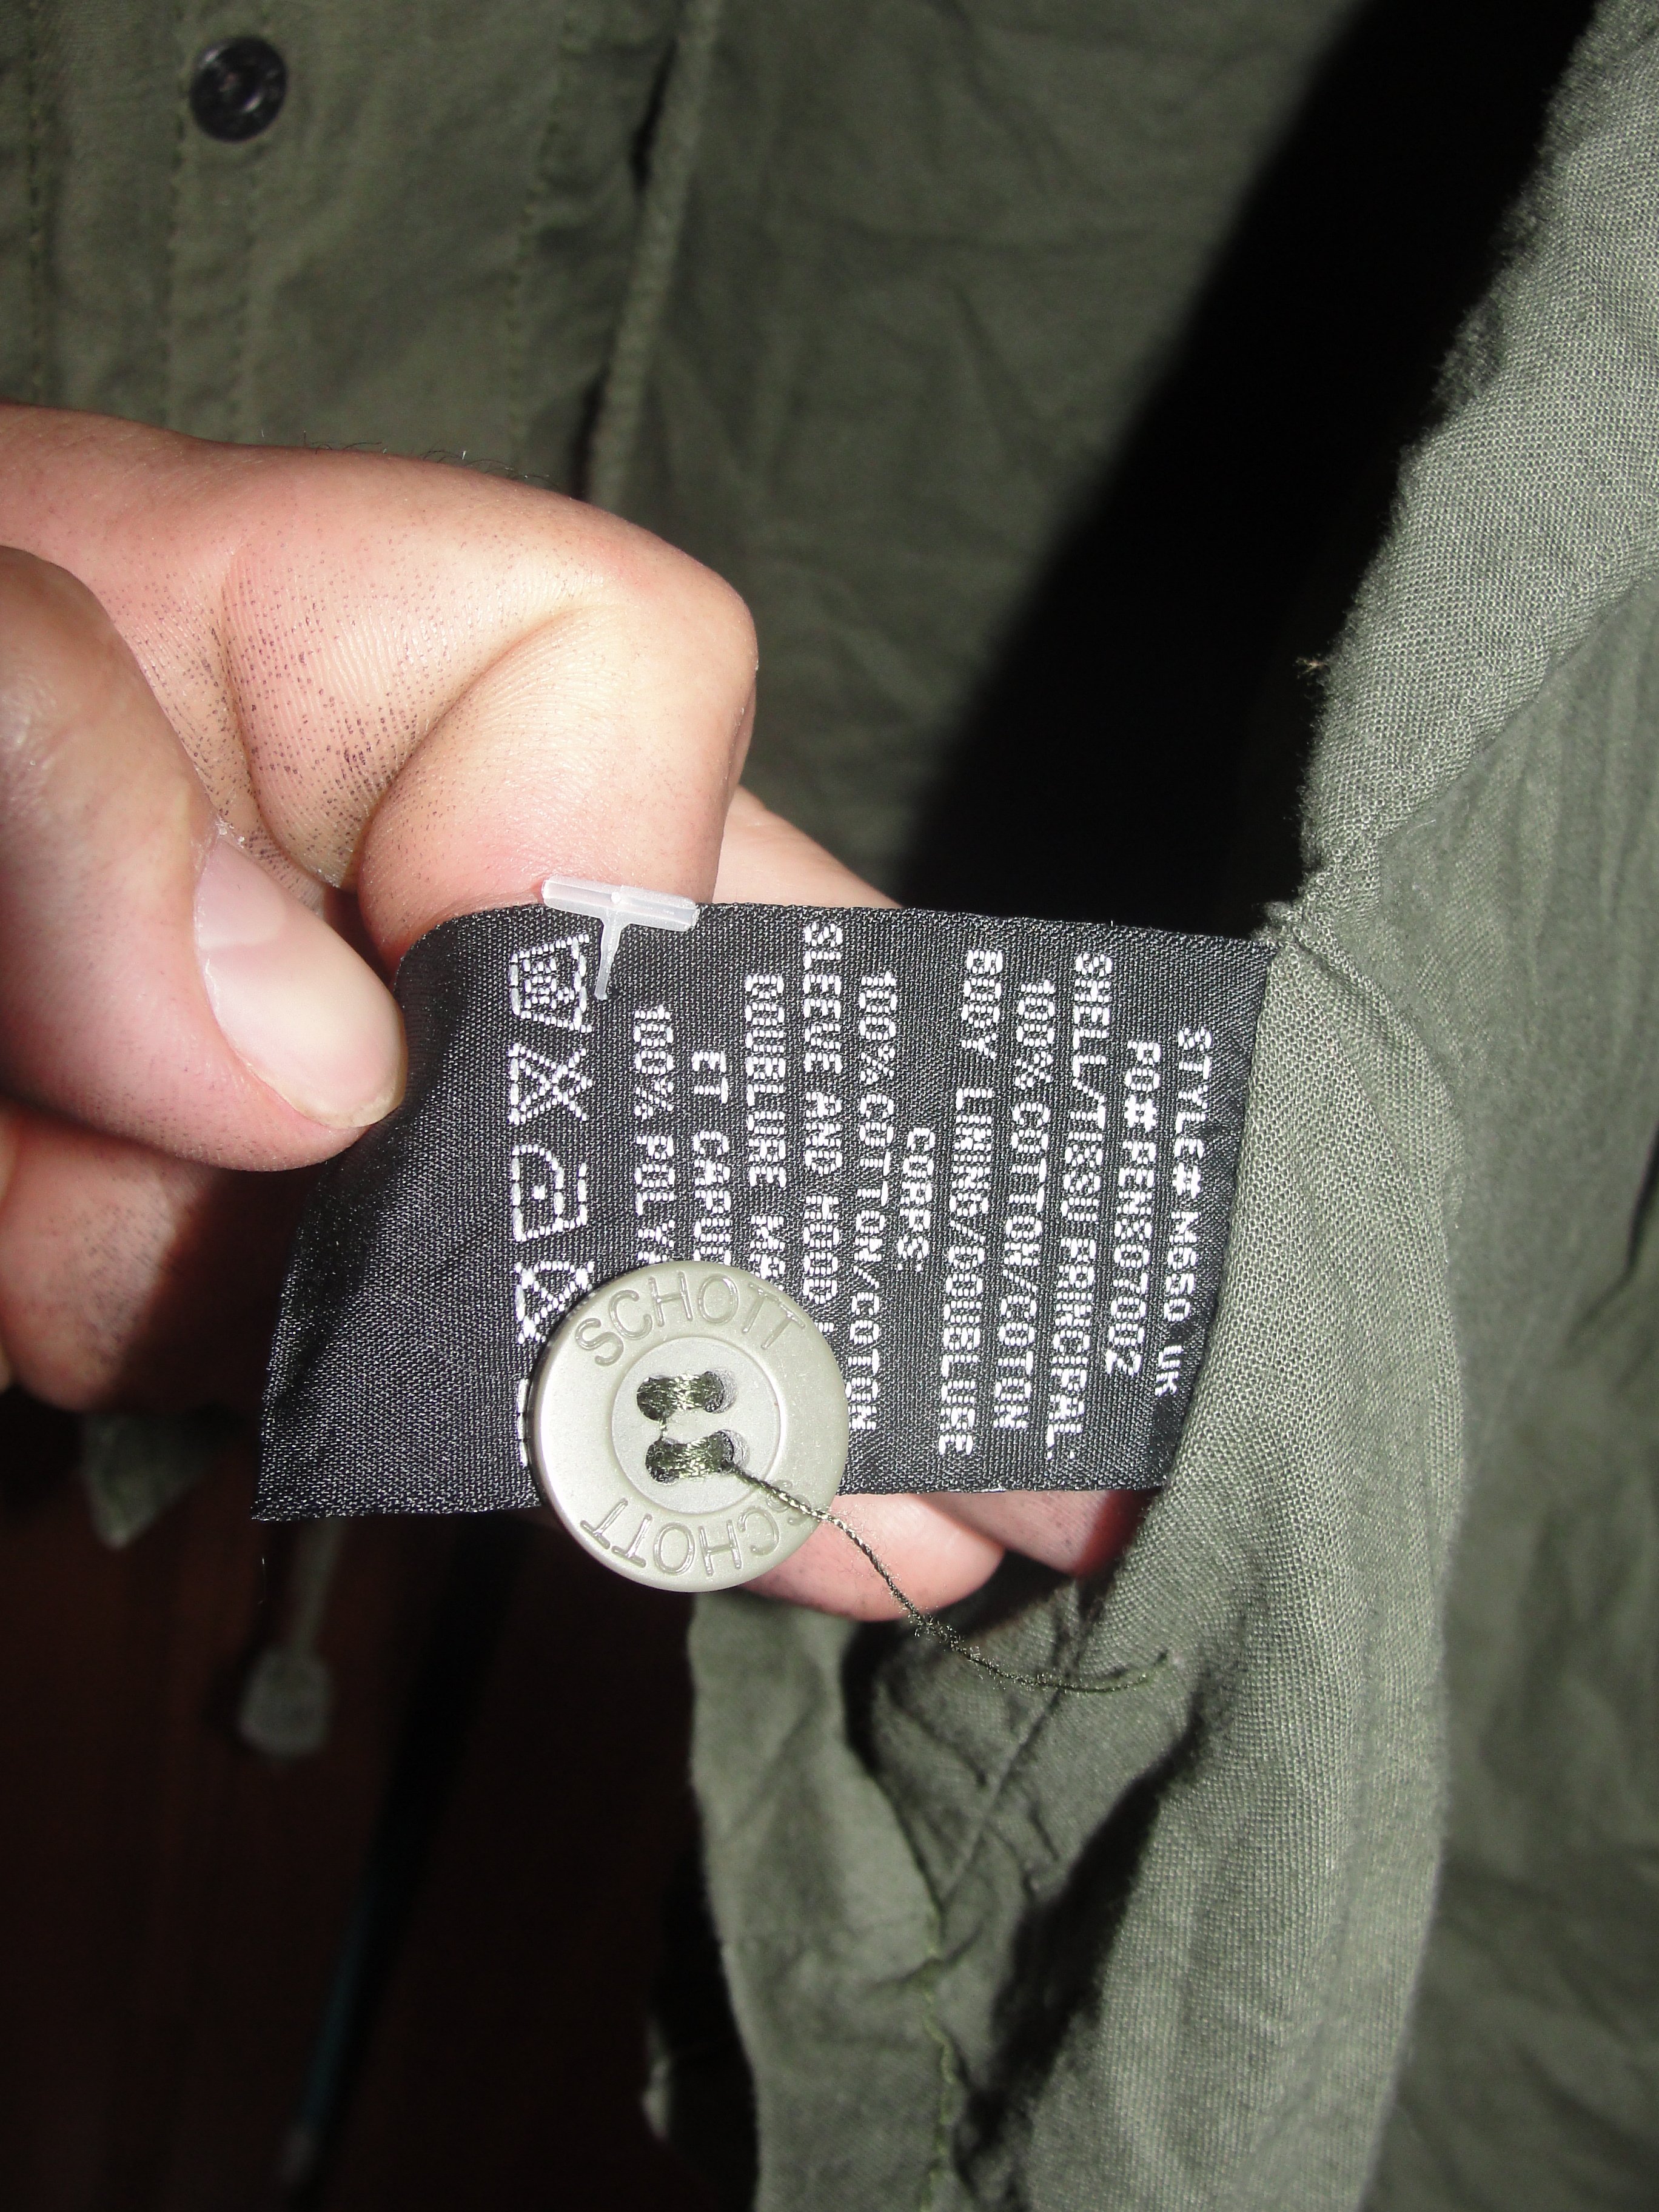 STYLE# M650 UK
PO# PENSO700Z
SHELL/TISSU PRINCIPAL:
100% COTTON/COTON
BODY LINING/DOUBLURE
CORPS
100% COTTON/COTON
SLEEVE AND HOOD
DOUBLURE
ET
100%
SCHOTT
SCHOTT